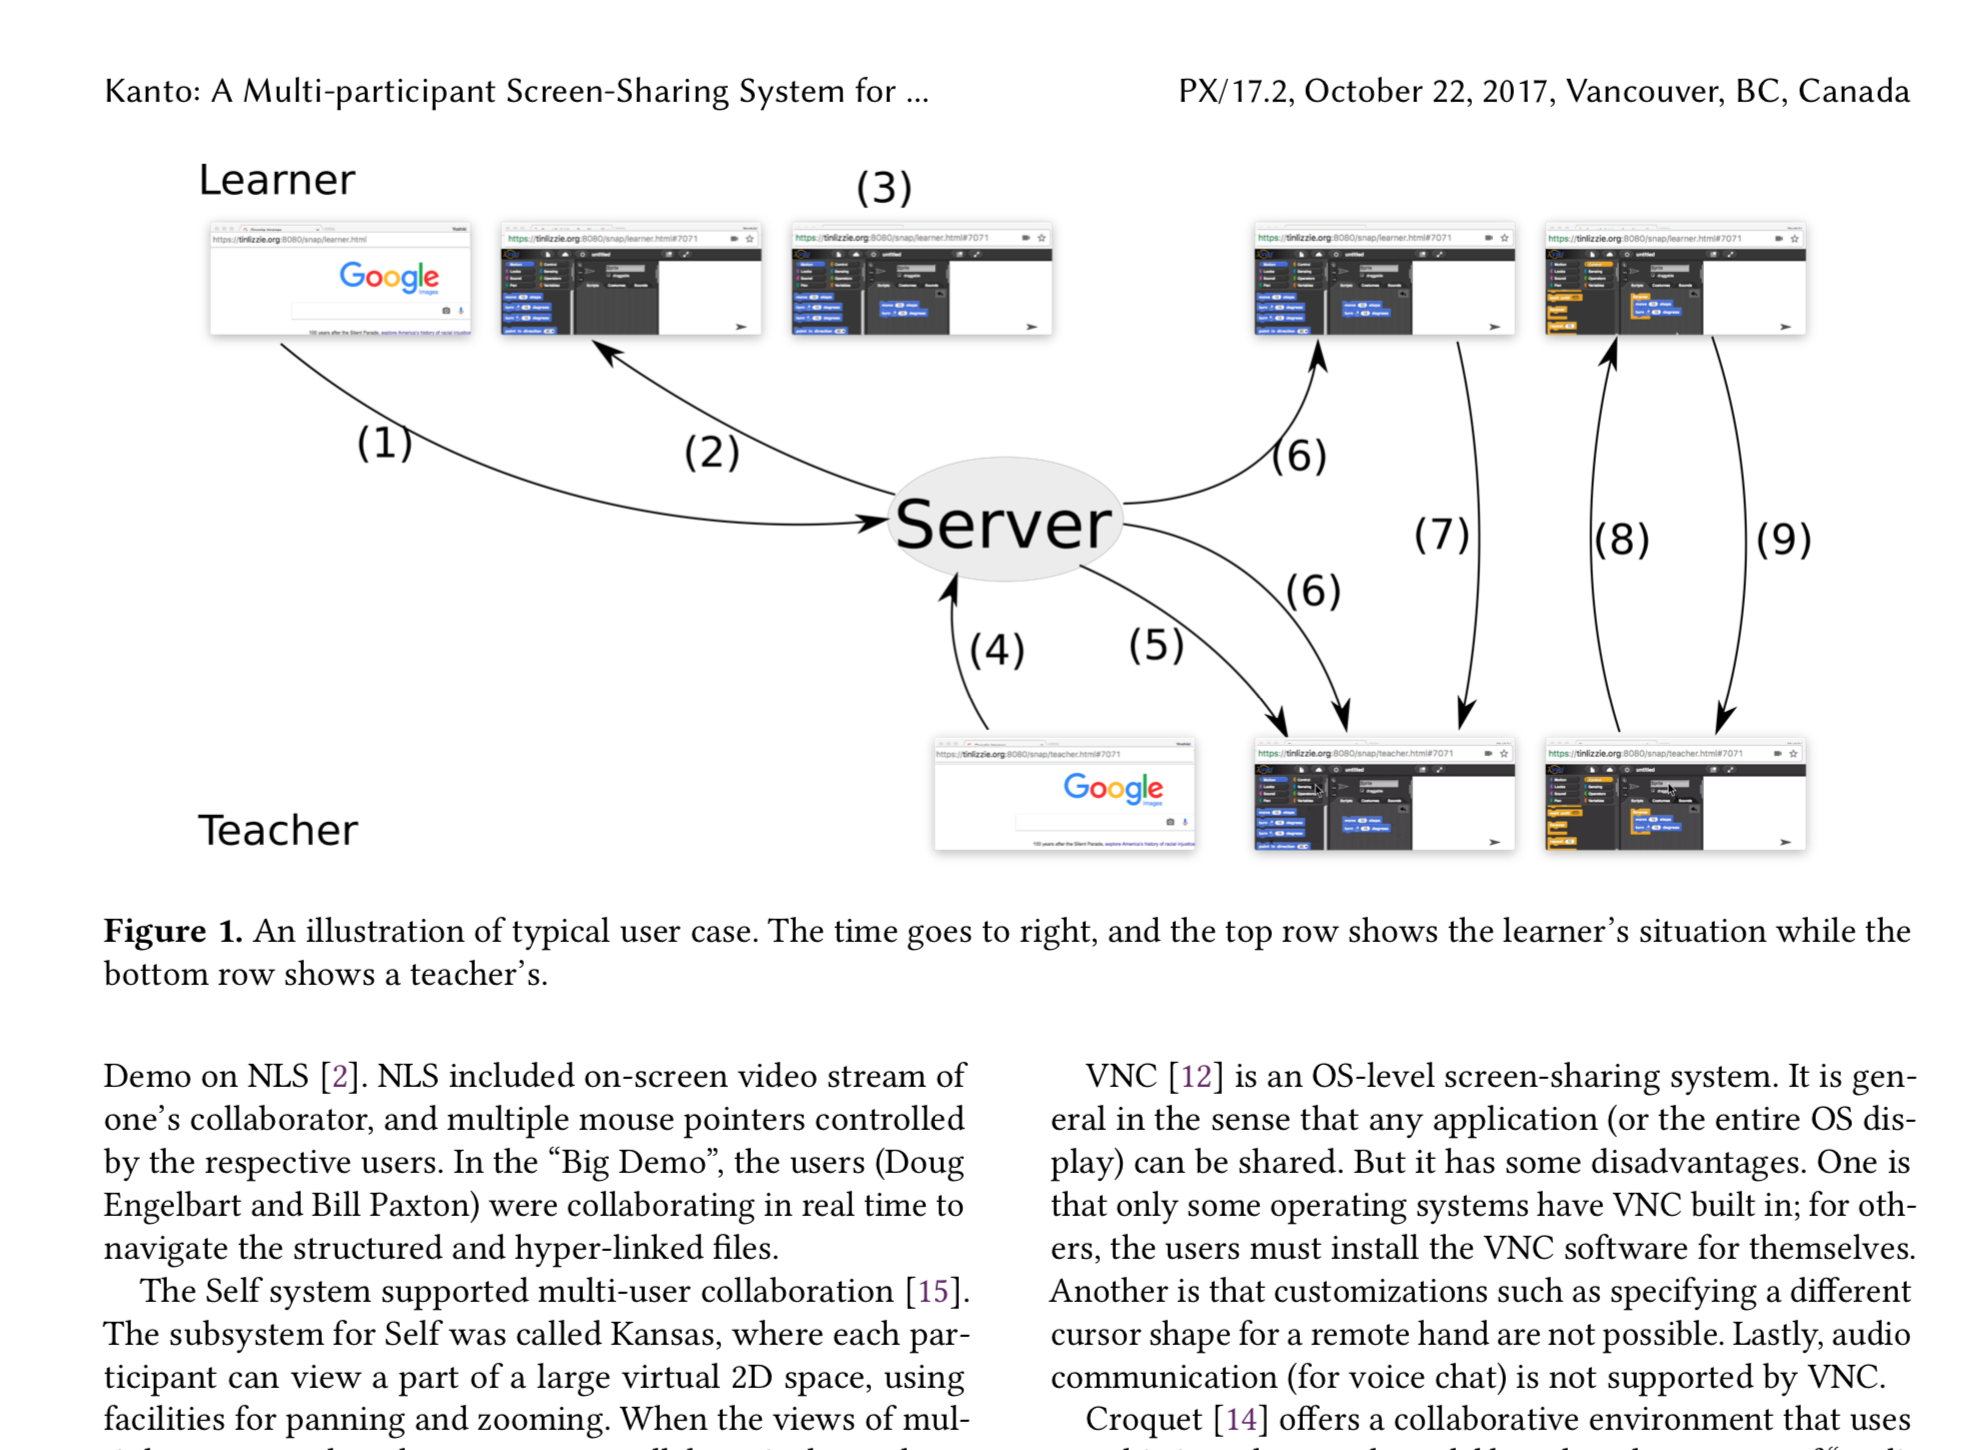 Kanto: A Multi-participant Screen-Sharing System for ...
PX/17.2, October 22, 2017, Vancouver, BC, Canada
Learner
(3)
https://tinlizzie.org:8080/snap/learner.html
https://tinlizzie.org:8080/snap/learner.html#7071
https://tinlizzie.org:8080/snap/learner.html#7071
https://tinlizzie.org:8080/snap/learner.html#7071
https://tinlizzie.org:8080/snap/learner.html#7071
Google
images
(1)
(2)
(6)
Server
(7)
(8)
(9)
(6)
(4)
(5)
https://tinlizzie.org:8080/snap/teacher.html#7071
https://tinlizzie.org:8080/snap/teacher.html#7071
https://tinlizzie.org:8080/snap/teacher.html#7071
Google
images
Teacher
Figure 1. An illustration of typical user case. The time goes to right, and the top row shows the learner's situation while the
bottom row shows a teacher's.
Demo on NLS [2]. NLS included on-screen video stream of
one's collaborator, and multiple mouse pointers controlled
by the respective users. In the “Big Demo”, the users (Doug
Engelbart and Bill Paxton) were collaborating in real time to
navigate the structured and hyper-linked files.
The Self system supported multi-user collaboration [15].
The subsystem for Self was called Kansas, where each par-
ticipant can view a part of a large virtual 2D space, using
facilities for panning and zooming. When the views of mul-
VNC [12] is an OS-level screen-sharing system. It is gen-
eral in the sense that any application (or the entire OS dis-
play) can be shared. But it has some disadvantages. One is
that only some operating systems have VNC built in; for oth-
ers, the users must install the VNC software for themselves.
Another is that customizations such as specifying a different
cursor shape for a remote hand are not possible. Lastly, audio
communication (for voice chat) is not supported by VNC.
Croquet [14] offers a collaborative environment that uses